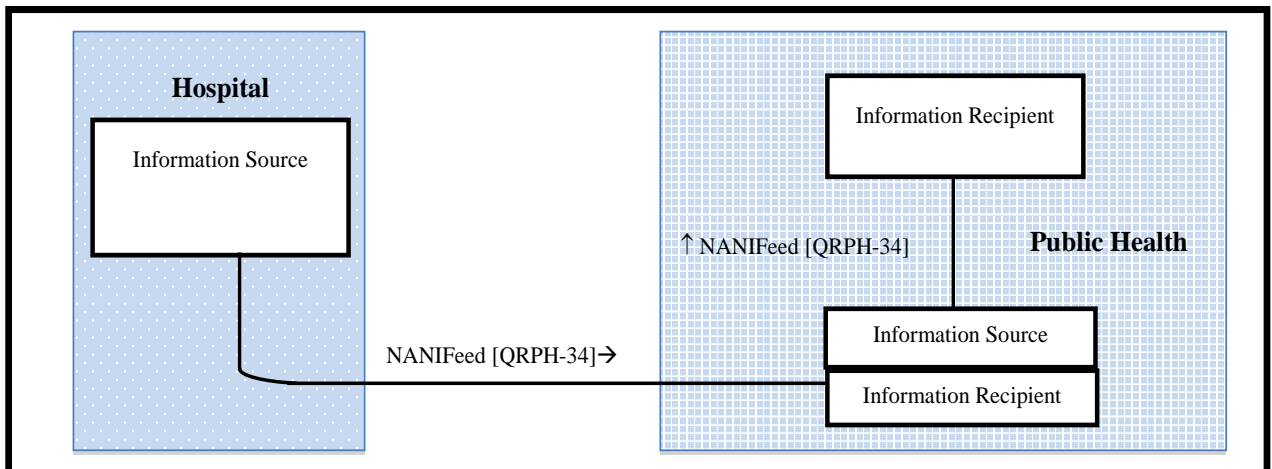 Hospital
Information Source
NANIFeed [QRPH-34]→
Information Recipient
↑ NANIFeed [QRPH-34]
Public Health
Information Source
Information Recipient